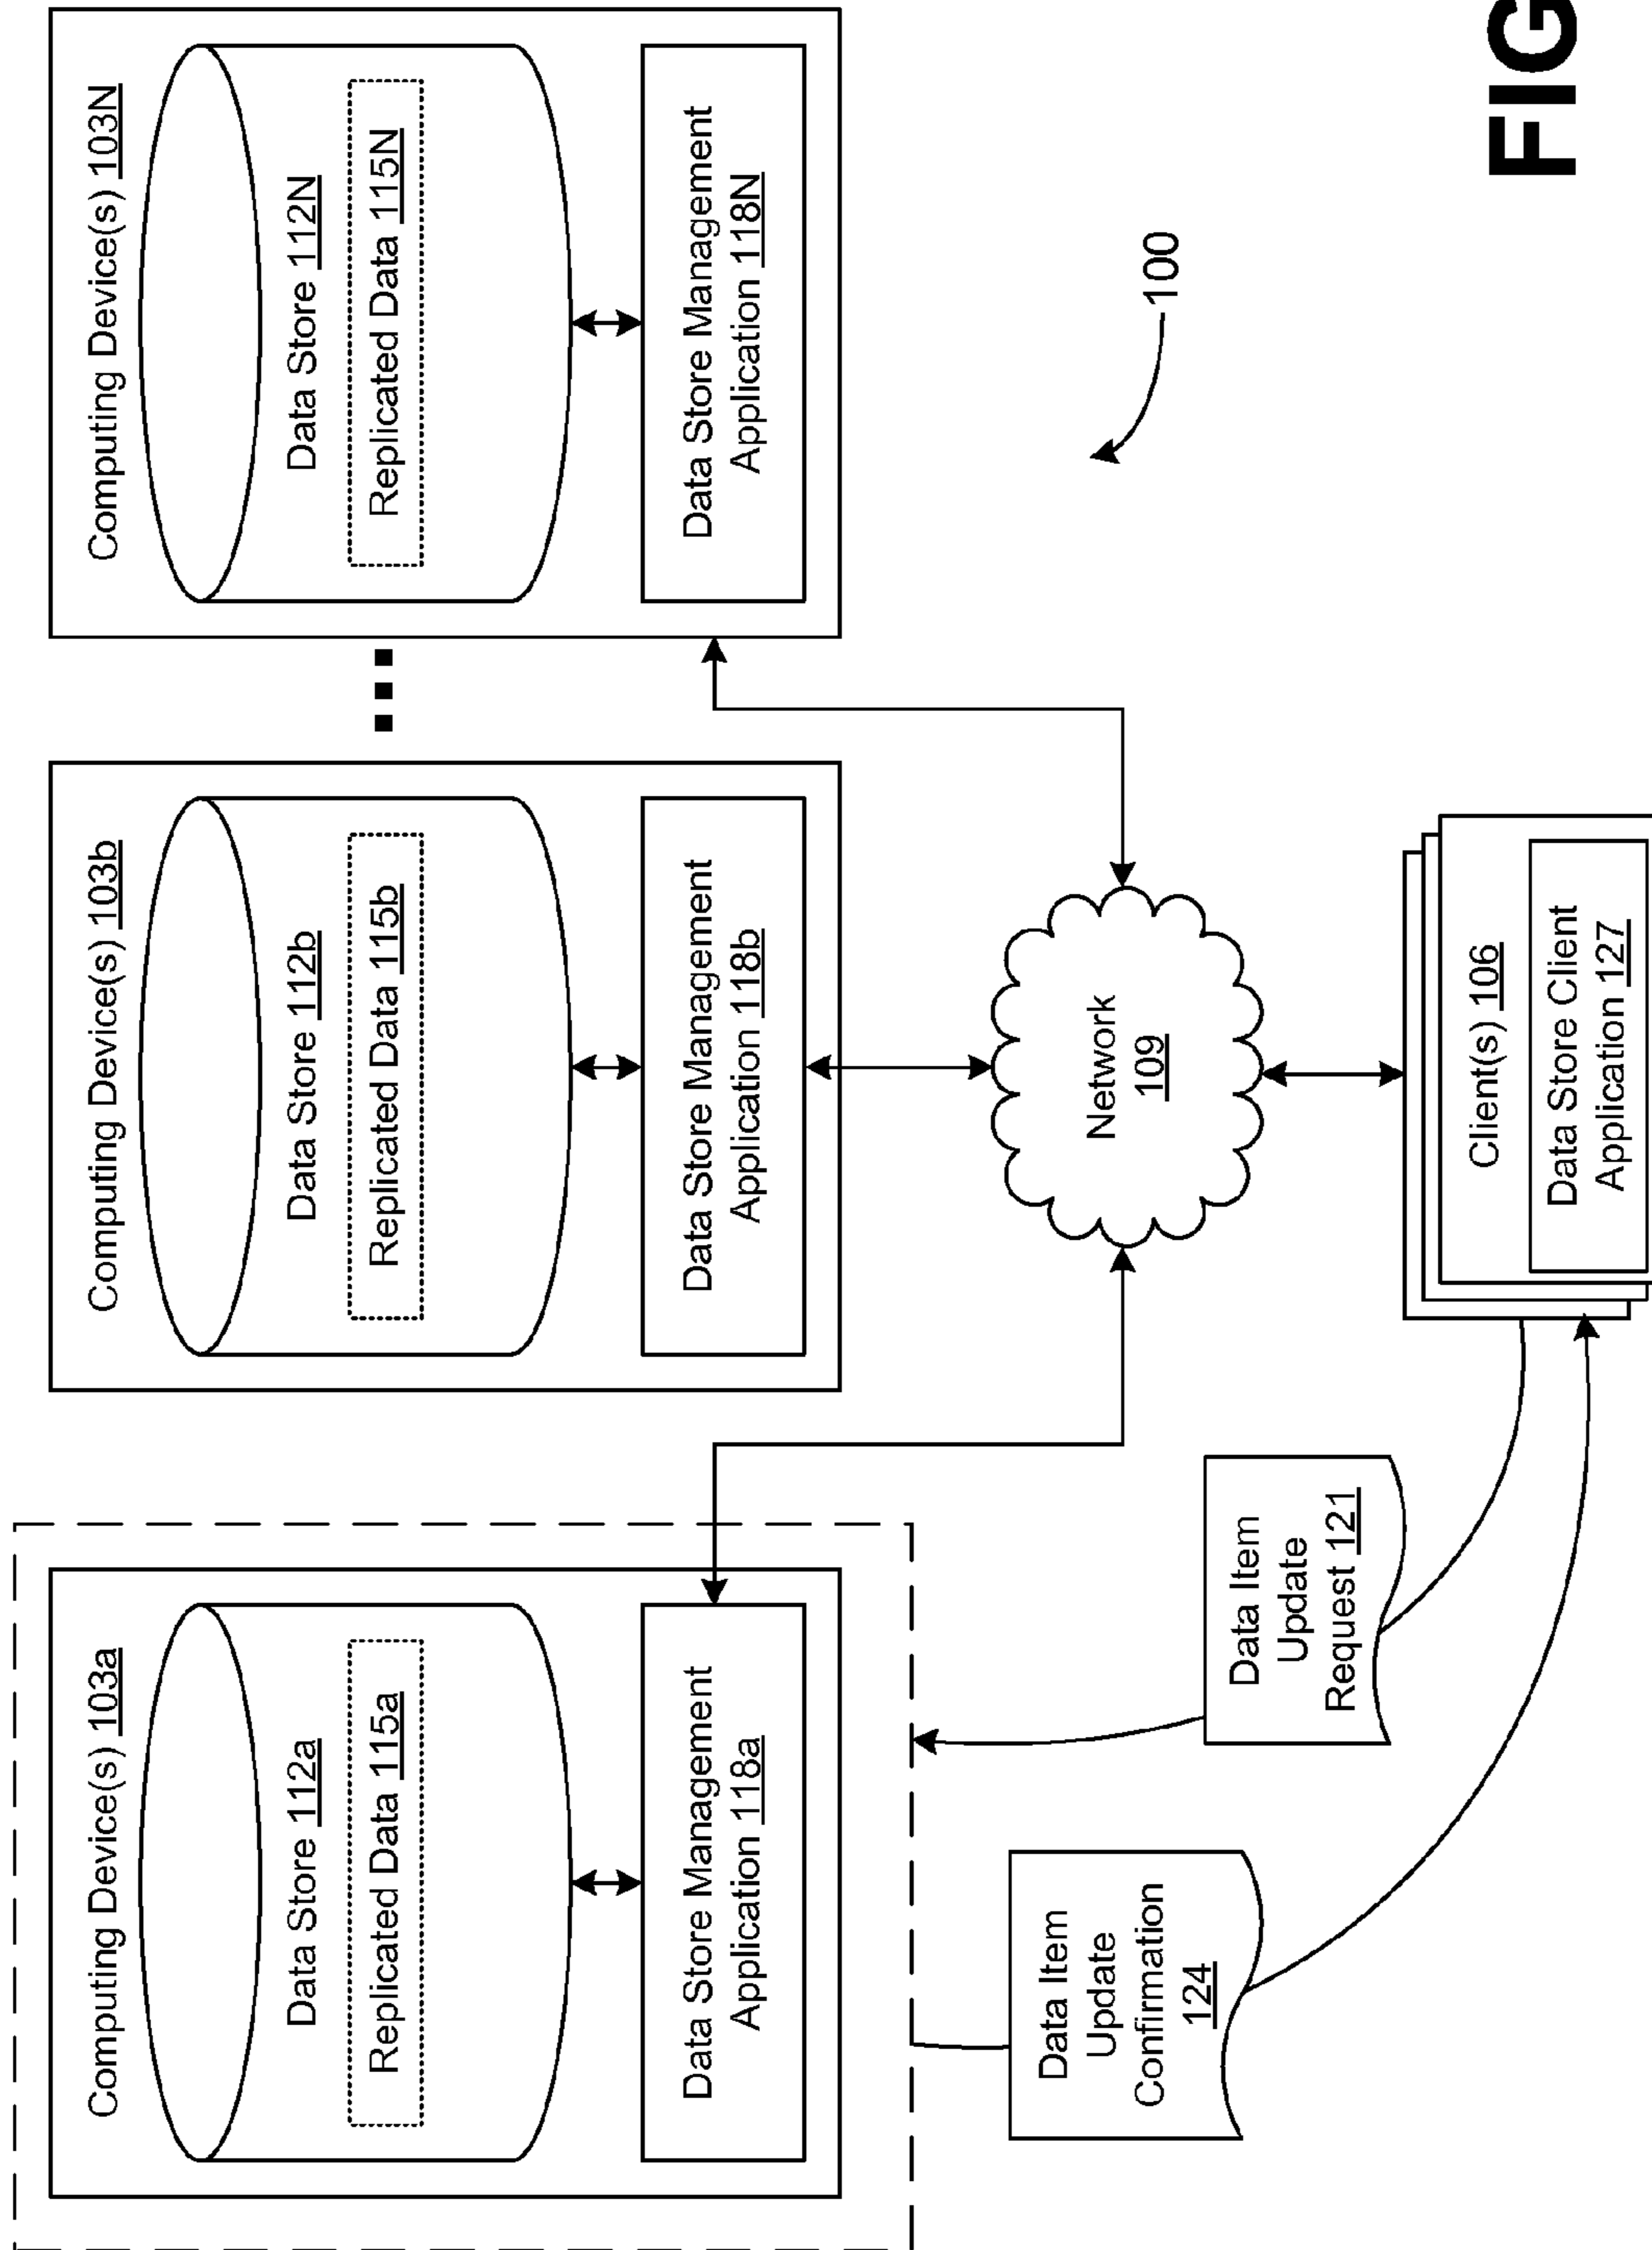 Computing Device(s) 103a
Data Store 112a
Replicated Data 115a
Data Store Management
Application 118a
Computing Device(s) 103b
Data Store 112b
Replicated Data 115b
Data Store Management
Application 118b
...
Computing Device(s) 103N
Data Store 112N
Replicated Data 115N
Data Store Management
Application 118N
Data Item
Update
Confirmation
124
Data Item
Update
Request 121
Network
109
Client(s) 106
Data Store Client
Application 127
100
FIG